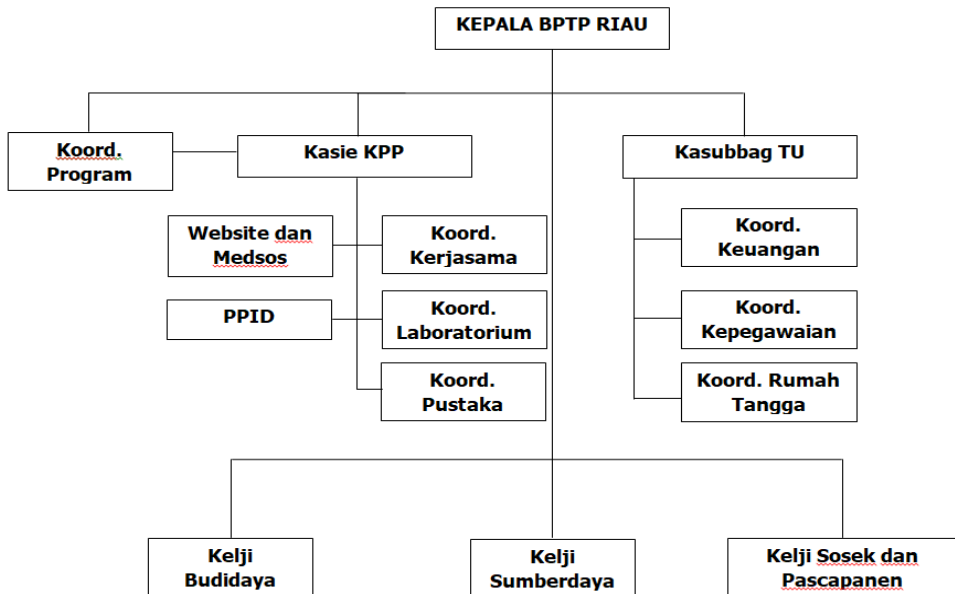 KEPALA BPTP RIAU
Koord.
Program
Kasie KPP
Kasubbag TU
Website dan
Medsos
Koord.
Kerjasama
Koord.
Keuangan
PPID
Koord.
Laboratorium
Koord.
Kepegawaian
Koord.
Pustaka
Koord. Rumah
Tangga
Kelji
Budidaya
Kelji
Sumberdaya
Kelji Sosek dan
Pascapanen